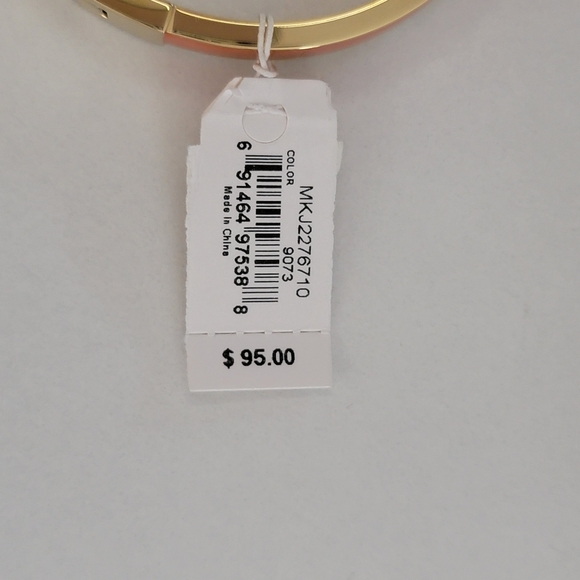 MKJ2276710
COLOR 9073
6 91464 97538 8
Made In China
$ 95.00